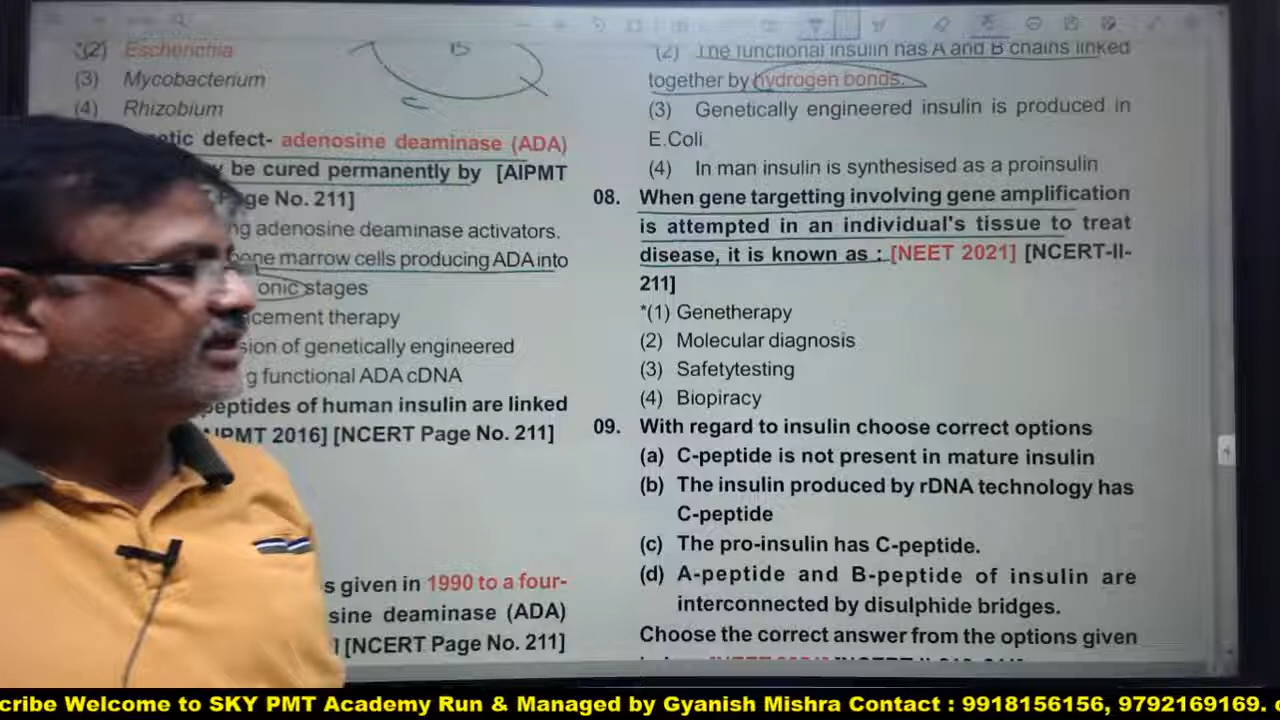 (2) Escherichia
(3) Mycobacterium
(4) Rhizobium
etic defect- adenosine deaminase (ADA)
be cured permanently by [AIPMT
Page No. 211]
ng adenosine deaminase activators.
bone marrow cells producing ADA into
onic stages
cement therapy
sion of genetically engineered
g functional ADA cDNA
peptides of human insulin are linked
AIPMT 2016] [NCERT Page No. 211]
s given in 1990 to a four-
sine deaminase (ADA)
] [NCERT Page No. 211]
B
C
(2) The functional insulin has A and B chains linked
together by hydrogen bonds.
(3) Genetically engineered insulin is produced in
E.Coli
(4) In man insulin is synthesised as a proinsulin
08. When gene targetting involving gene amplification
is attempted in an individual's tissue to treat
disease, it is known as : [NEET 2021] [NCERT-II-
211]
*(1) Genetherapy
(2) Molecular diagnosis
(3) Safetytesting
(4) Biopiracy
09. With regard to insulin choose correct options
(a) C-peptide is not present in mature insulin
(b) The insulin produced by rDNA technology has
C-peptide
(c) The pro-insulin has C-peptide.
(d) A-peptide and B-peptide of insulin are
interconnected by disulphide bridges.
Choose the correct answer from the options given
cribe Welcome to SKY PMT Academy Run & Managed by Gyanish Mishra Contact : 9918156156, 9792169169. &